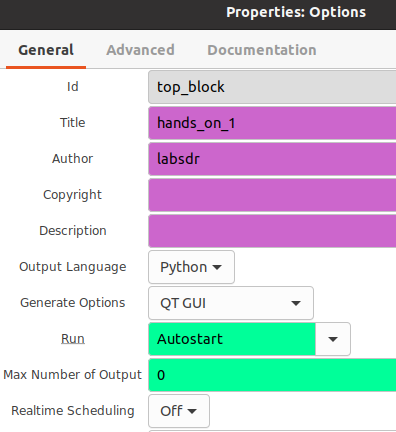 Properties: Options
General Advanced Documentation
Id top_block
Title hands_on_1
Author labsdr
Copyright
Description
Output Language Python
Generate Options QT GUI
Run Autostart
Max Number of Output 0
Realtime Scheduling Off